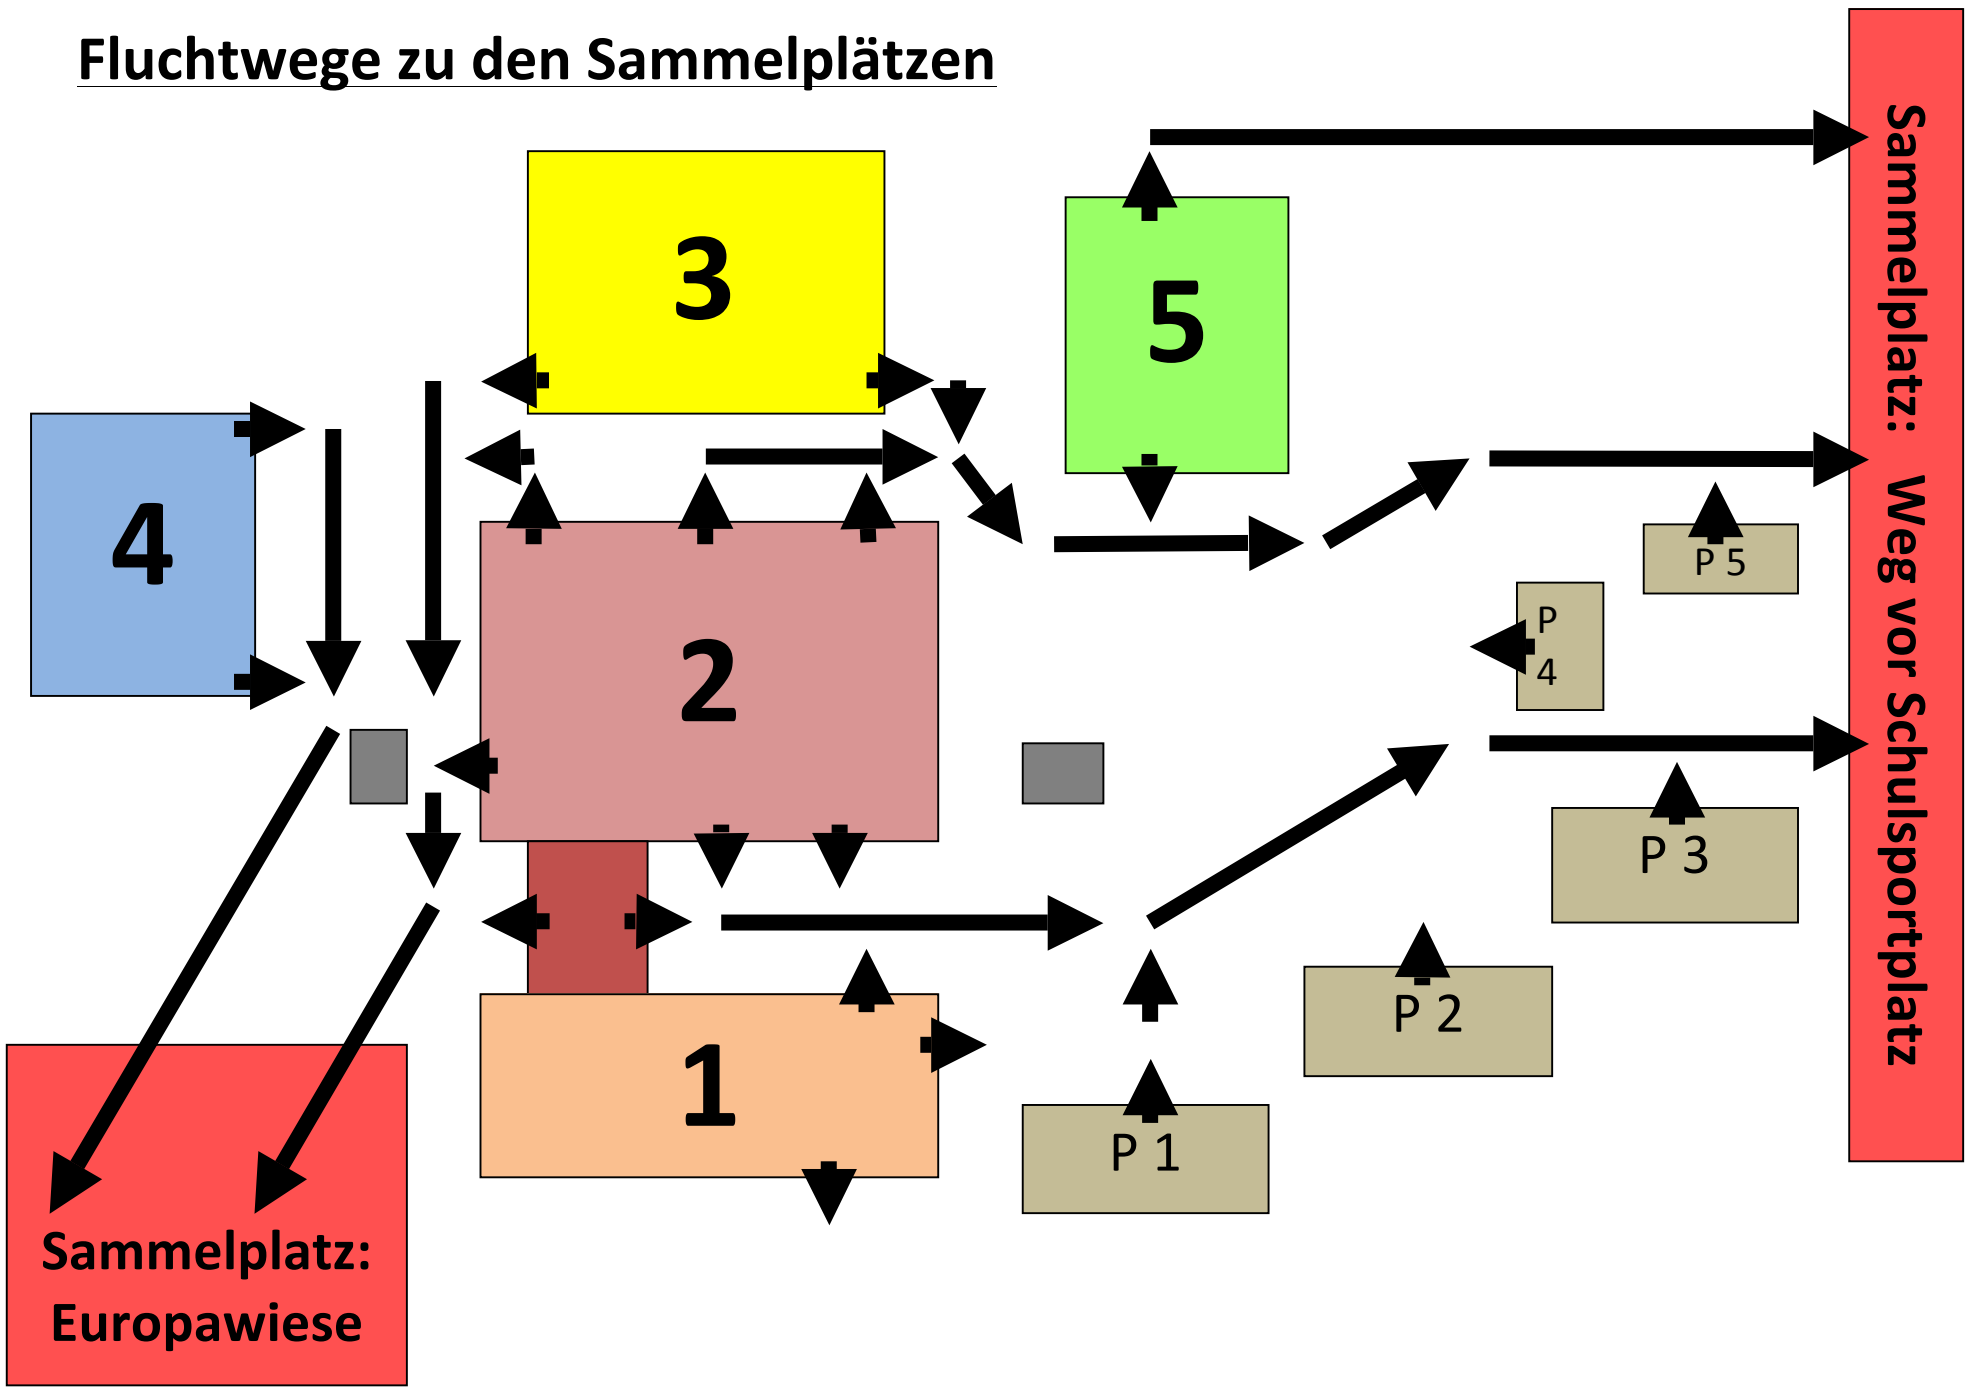 Fluchtwege zu den Sammelplätzen
3
5
4
2
P 5
P
4
P 3
P 2
1
P 1
Sammelplatz: Weg vor Schulsportplatz
Sammelplatz:
Europawiese